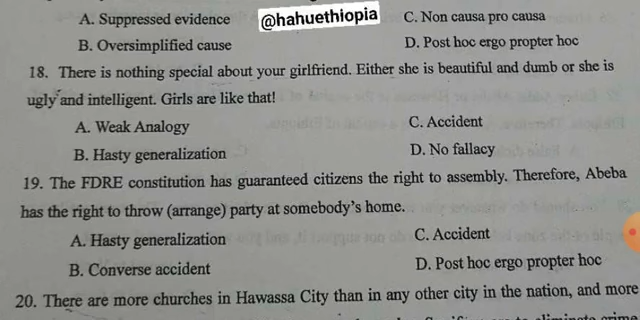 A. Suppressed evidence @hahuethiopia C. Non causa pro causa
B. Oversimplified cause D. Post hoc ergo propter hoc
18. There is nothing special about your girlfriend. Either she is beautiful and dumb or she is
ugly and intelligent. Girls are like that!
A. Weak Analogy C. Accident
B. Hasty generalization D. No fallacy
19. The FDRE constitution has guaranteed citizens the right to assembly. Therefore, Abeba
has the right to throw (arrange) party at somebody's home.
A. Hasty generalization C. Accident
B. Converse accident D. Post hoc ergo propter hoc
20. There are more churches in Hawassa City than in any other city in the nation, and more
to eliminate crime